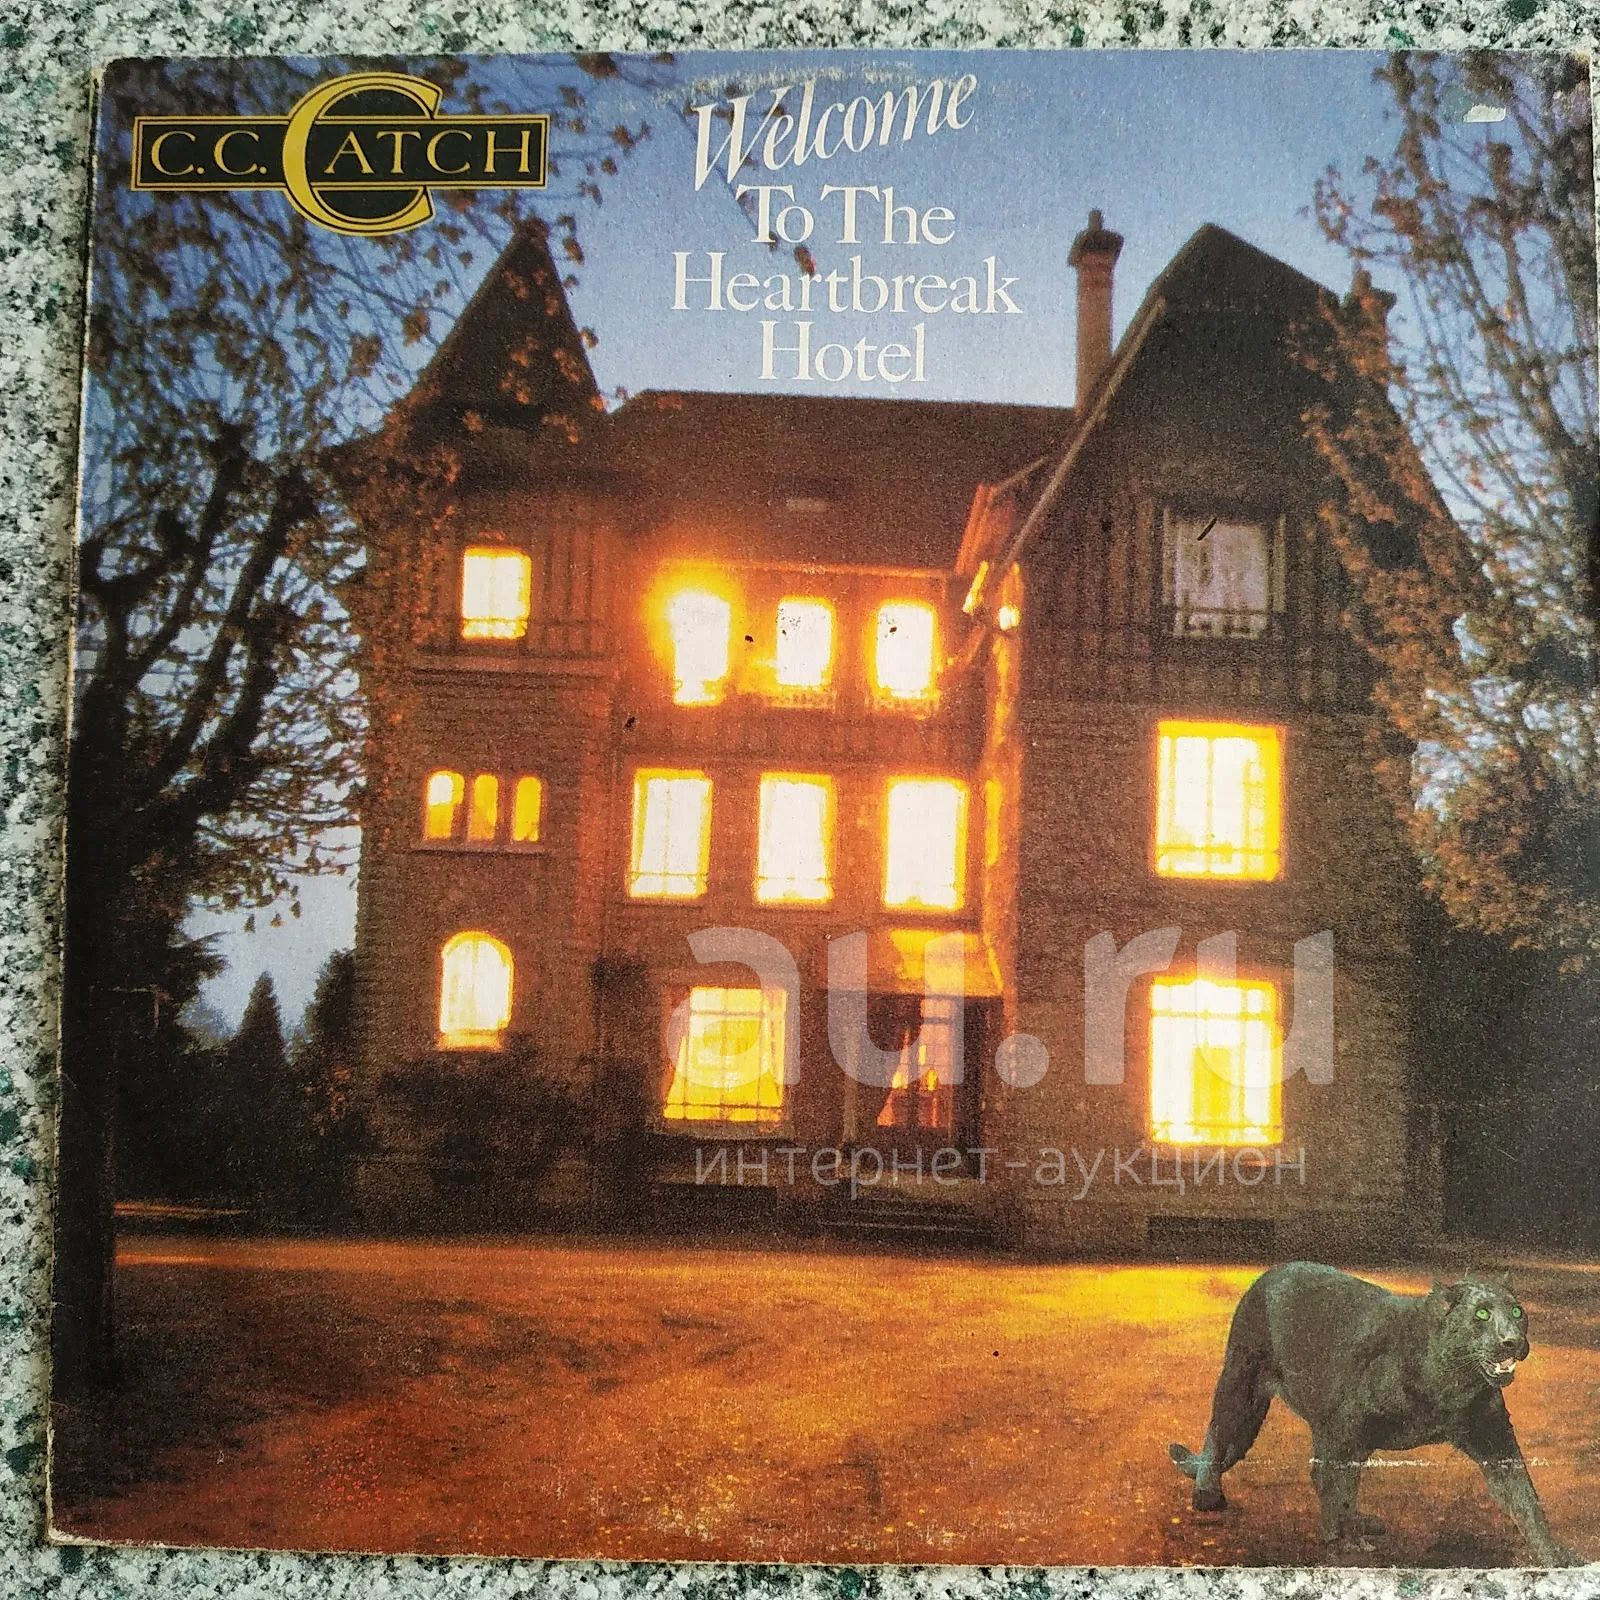 C.C.CATCH
Welcome
To The
Heartbreak
Hotel
au.ru
интернет-аукцион